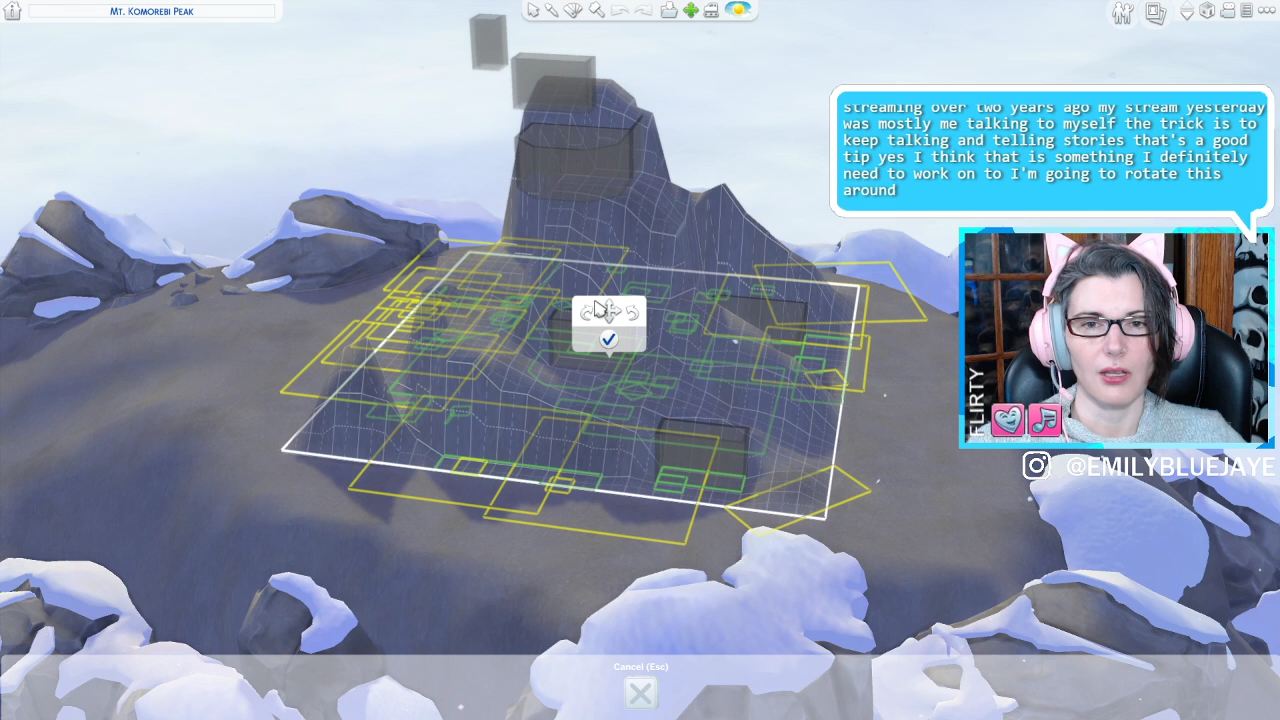 Mt. Komorebi Peak
streaming over two years ago my stream yesterday
was mostly me talking to myself the trick is to
keep talking and telling stories that's a good
tip yes I think that is something I definitely
need to work on to I'm going to rotate this
around
FLIRTY
@EMILYBLUEJAYE
Cancel (Esc)